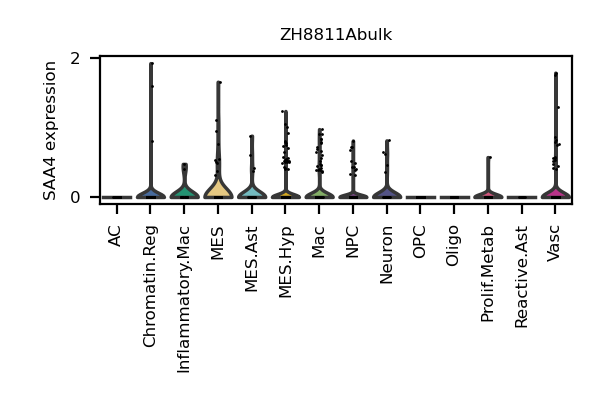 ZH8811Abulk
SAA4 expression
2
0
AC
Chromatin.Reg
Inflammatory.Mac
MES
MES.Ast
MES.Hyp
Mac
NPC
Neuron
OPC
Oligo
Prolif.Metab
Reactive.Ast
Vasc